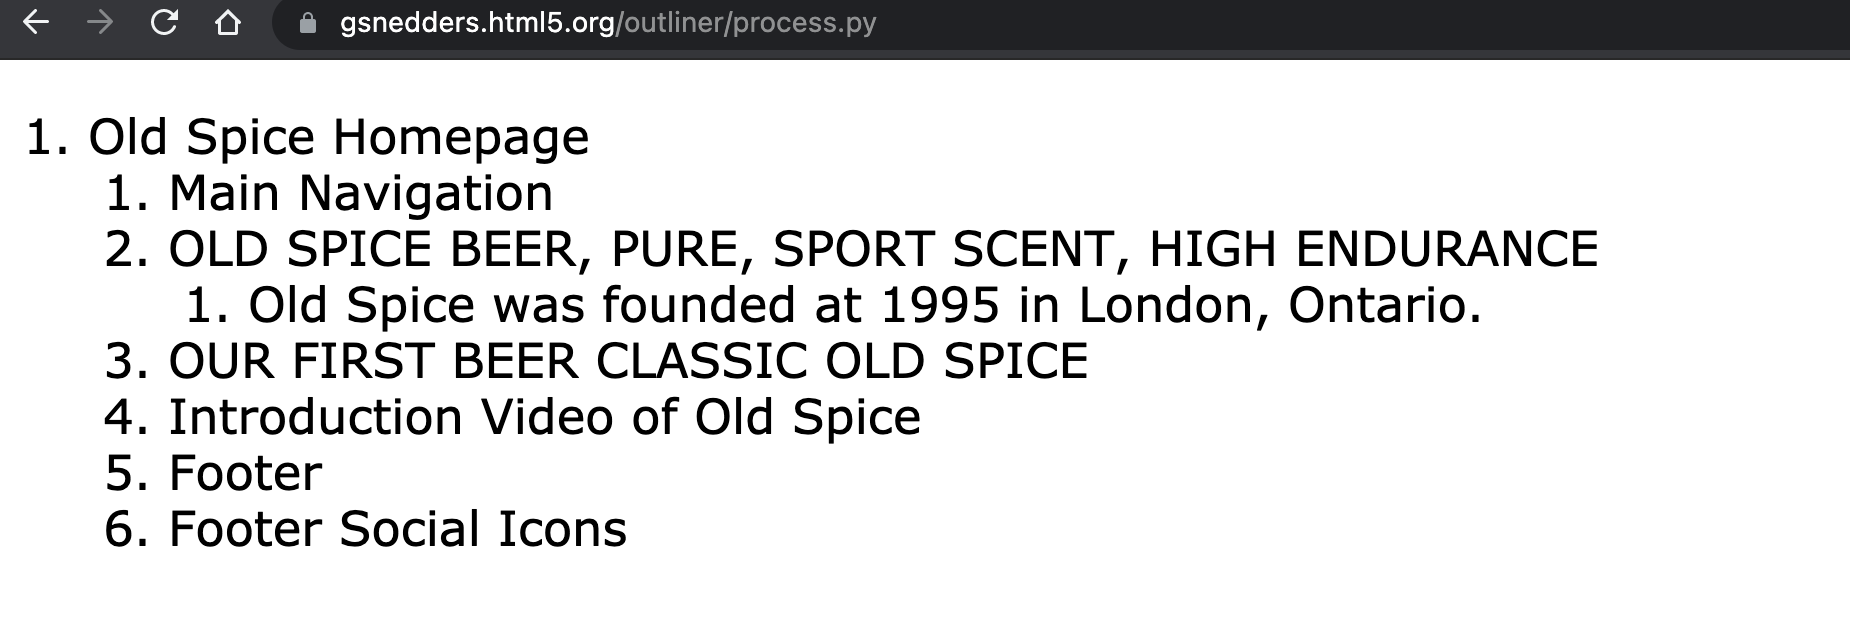 gsnedders.html5.org/outliner/process.py
1. Old Spice Homepage
1. Main Navigation
2. OLD SPICE BEER, PURE, SPORT SCENT, HIGH ENDURANCE
1. Old Spice was founded at 1995 in London, Ontario.
3. OUR FIRST BEER CLASSIC OLD SPICE
4. Introduction Video of Old Spice
5. Footer
6. Footer Social Icons